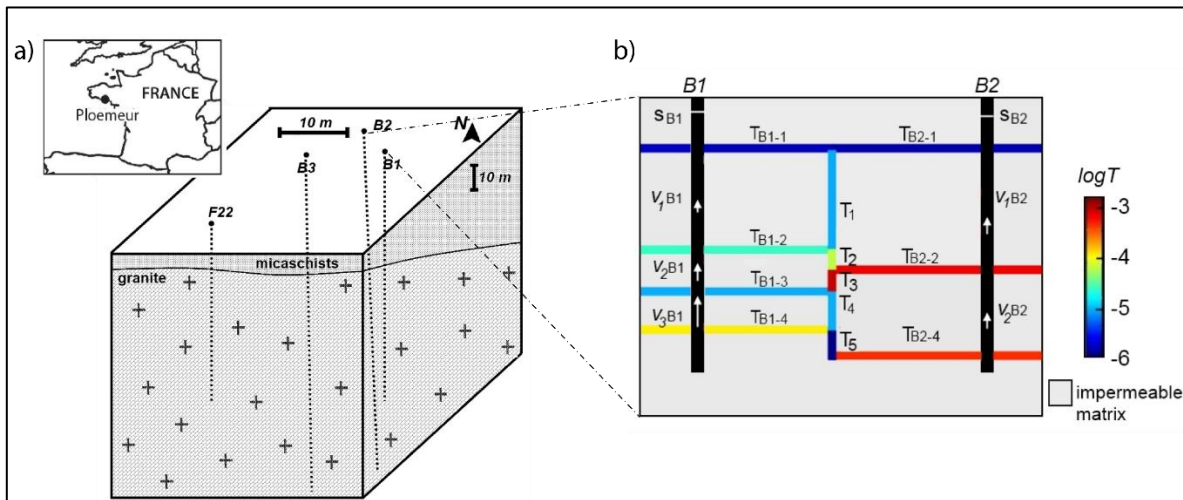 a)
FRANCE
Ploemeur
10 m
B2
N
B3
B1
10 m
F22
micaschists
granite
b)
B1
B2
SB1
TB1-1
TB2-1
SB2
V1B1
T1
V1B2
TB1-2
T2
TB2-2
V2B1
TB1-3
T3
T4
V3B1
TB1-4
V2B2
T5
TB2-4
logT
-3
-4
-5
-6
impermeable
matrix